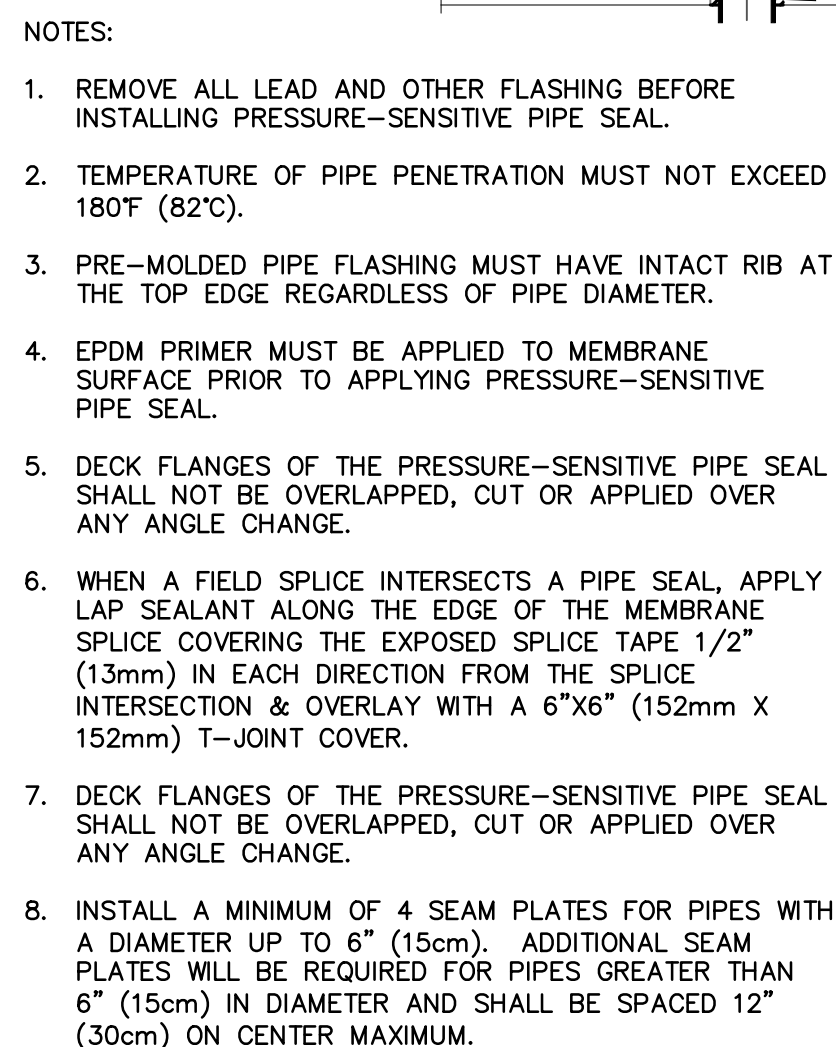 NOTES:
1. REMOVE ALL LEAD AND OTHER FLASHING BEFORE
INSTALLING PRESSURE-SENSITIVE PIPE SEAL.
2. TEMPERATURE OF PIPE PENETRATION MUST NOT EXCEED
180°F (82°C).
3. PRE-MOLDED PIPE FLASHING MUST HAVE INTACT RIB AT
THE TOP EDGE REGARDLESS OF PIPE DIAMETER.
4. EPDM PRIMER MUST BE APPLIED TO MEMBRANE
SURFACE PRIOR TO APPLYING PRESSURE-SENSITIVE
PIPE SEAL.
5. DECK FLANGES OF THE PRESSURE-SENSITIVE PIPE SEAL
SHALL NOT BE OVERLAPPED, CUT OR APPLIED OVER
ANY ANGLE CHANGE.
6. WHEN A FIELD SPLICE INTERSECTS A PIPE SEAL, APPLY
LAP SEALANT ALONG THE EDGE OF THE MEMBRANE
SPLICE COVERING THE EXPOSED SPLICE TAPE 1/2"
(13mm) IN EACH DIRECTION FROM THE SPLICE
INTERSECTION & OVERLAY WITH A 6"X6" (152mm X
152mm) T-JOINT COVER.
7. DECK FLANGES OF THE PRESSURE-SENSITIVE PIPE SEAL
SHALL NOT BE OVERLAPPED, CUT OR APPLIED OVER
ANY ANGLE CHANGE.
8. INSTALL A MINIMUM OF 4 SEAM PLATES FOR PIPES WITH
A DIAMETER UP TO 6" (15cm). ADDITIONAL SEAM
PLATES WILL BE REQUIRED FOR PIPES GREATER THAN
6" (15cm) IN DIAMETER AND SHALL BE SPACED 12"
(30cm) ON CENTER MAXIMUM.